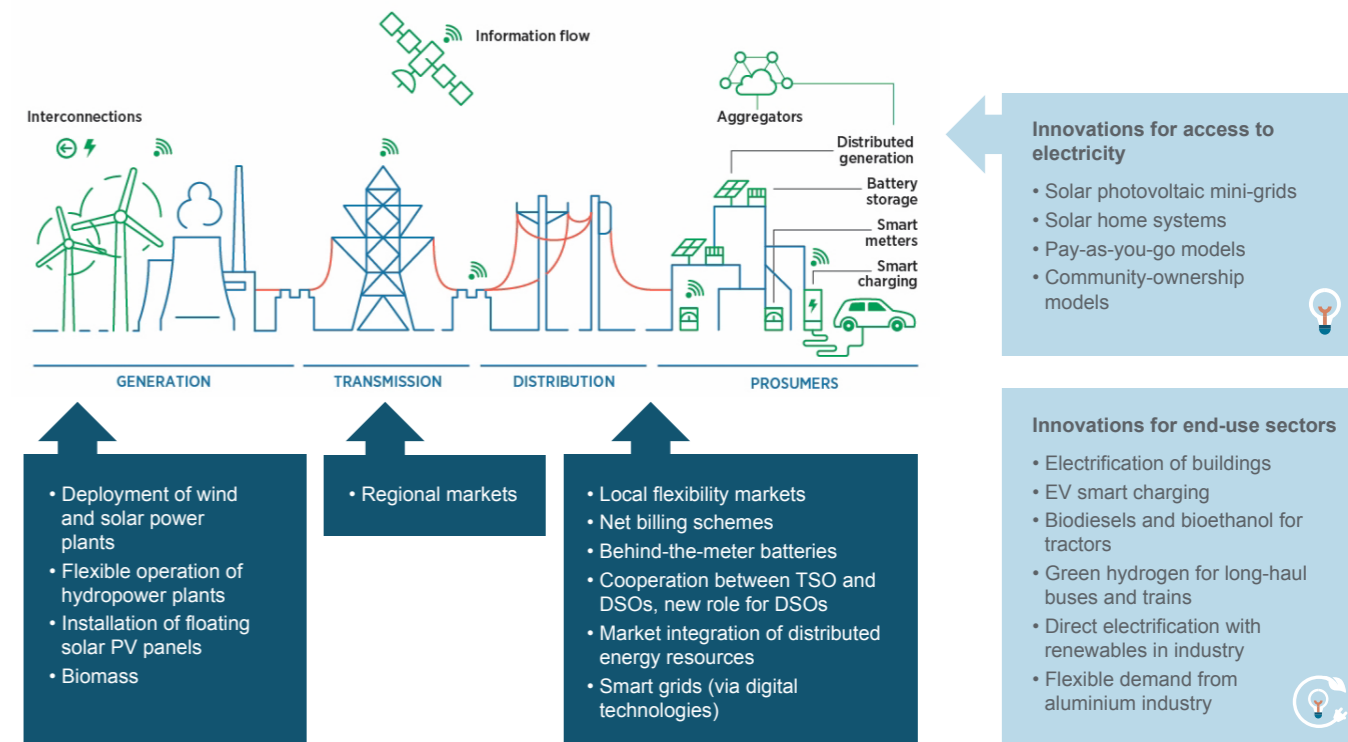 Information flow
Interconnections
Aggregators
Distributed
generation
Battery
storage
Smart
metters
Smart
charging
GENERATION
TRANSMISSION
DISTRIBUTION
PROSUMERS
• Deployment of wind
and solar power
plants
• Flexible operation of
hydropower plants
• Installation of floating
solar PV panels
• Biomass
• Regional markets
• Local flexibility markets
• Net billing schemes
• Behind-the-meter batteries
• Cooperation between TSO and
DSOs, new role for DSOs
• Market integration of distributed
energy resources
• Smart grids (via digital
technologies)
Innovations for access to
electricity
• Solar photovoltaic mini-grids
• Solar home systems
• Pay-as-you-go models
• Community-ownership
models
Innovations for end-use sectors
• Electrification of buildings
• EV smart charging
• Biodiesels and bioethanol for
tractors
• Green hydrogen for long-haul
buses and trains
• Direct electrification with
renewables in industry
• Flexible demand from
aluminium industry